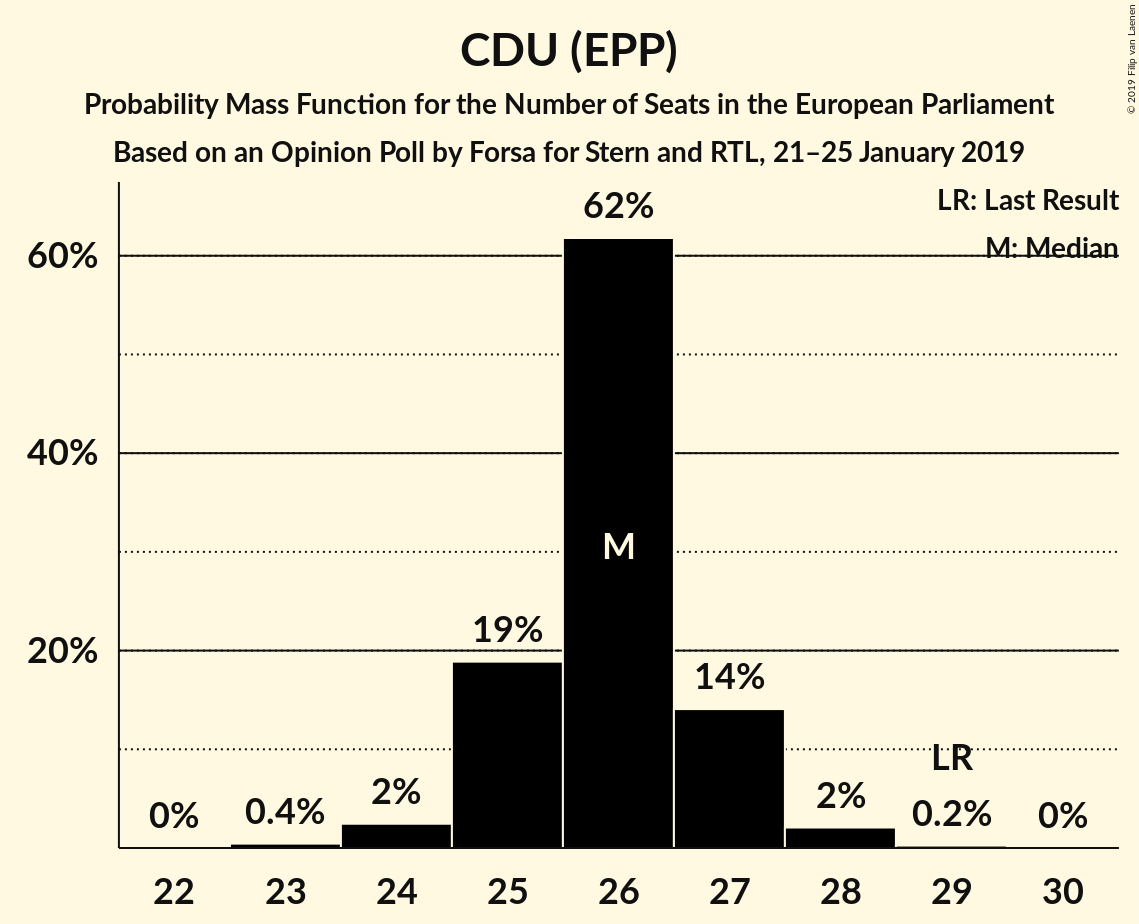 CDU (EPP)
Probability Mass Function for the Number of Seats in the European Parliament
Based on an Opinion Poll by Forsa for Stern and RTL, 21–25 January 2019
© 2019 Filip van Laenen
LR: Last Result
M: Median
60%
40%
20%
0%
0.4%
2%
19%
62%
M
14%
2%
LR
0.2%
0%
22 23 24 25 26 27 28 29 30